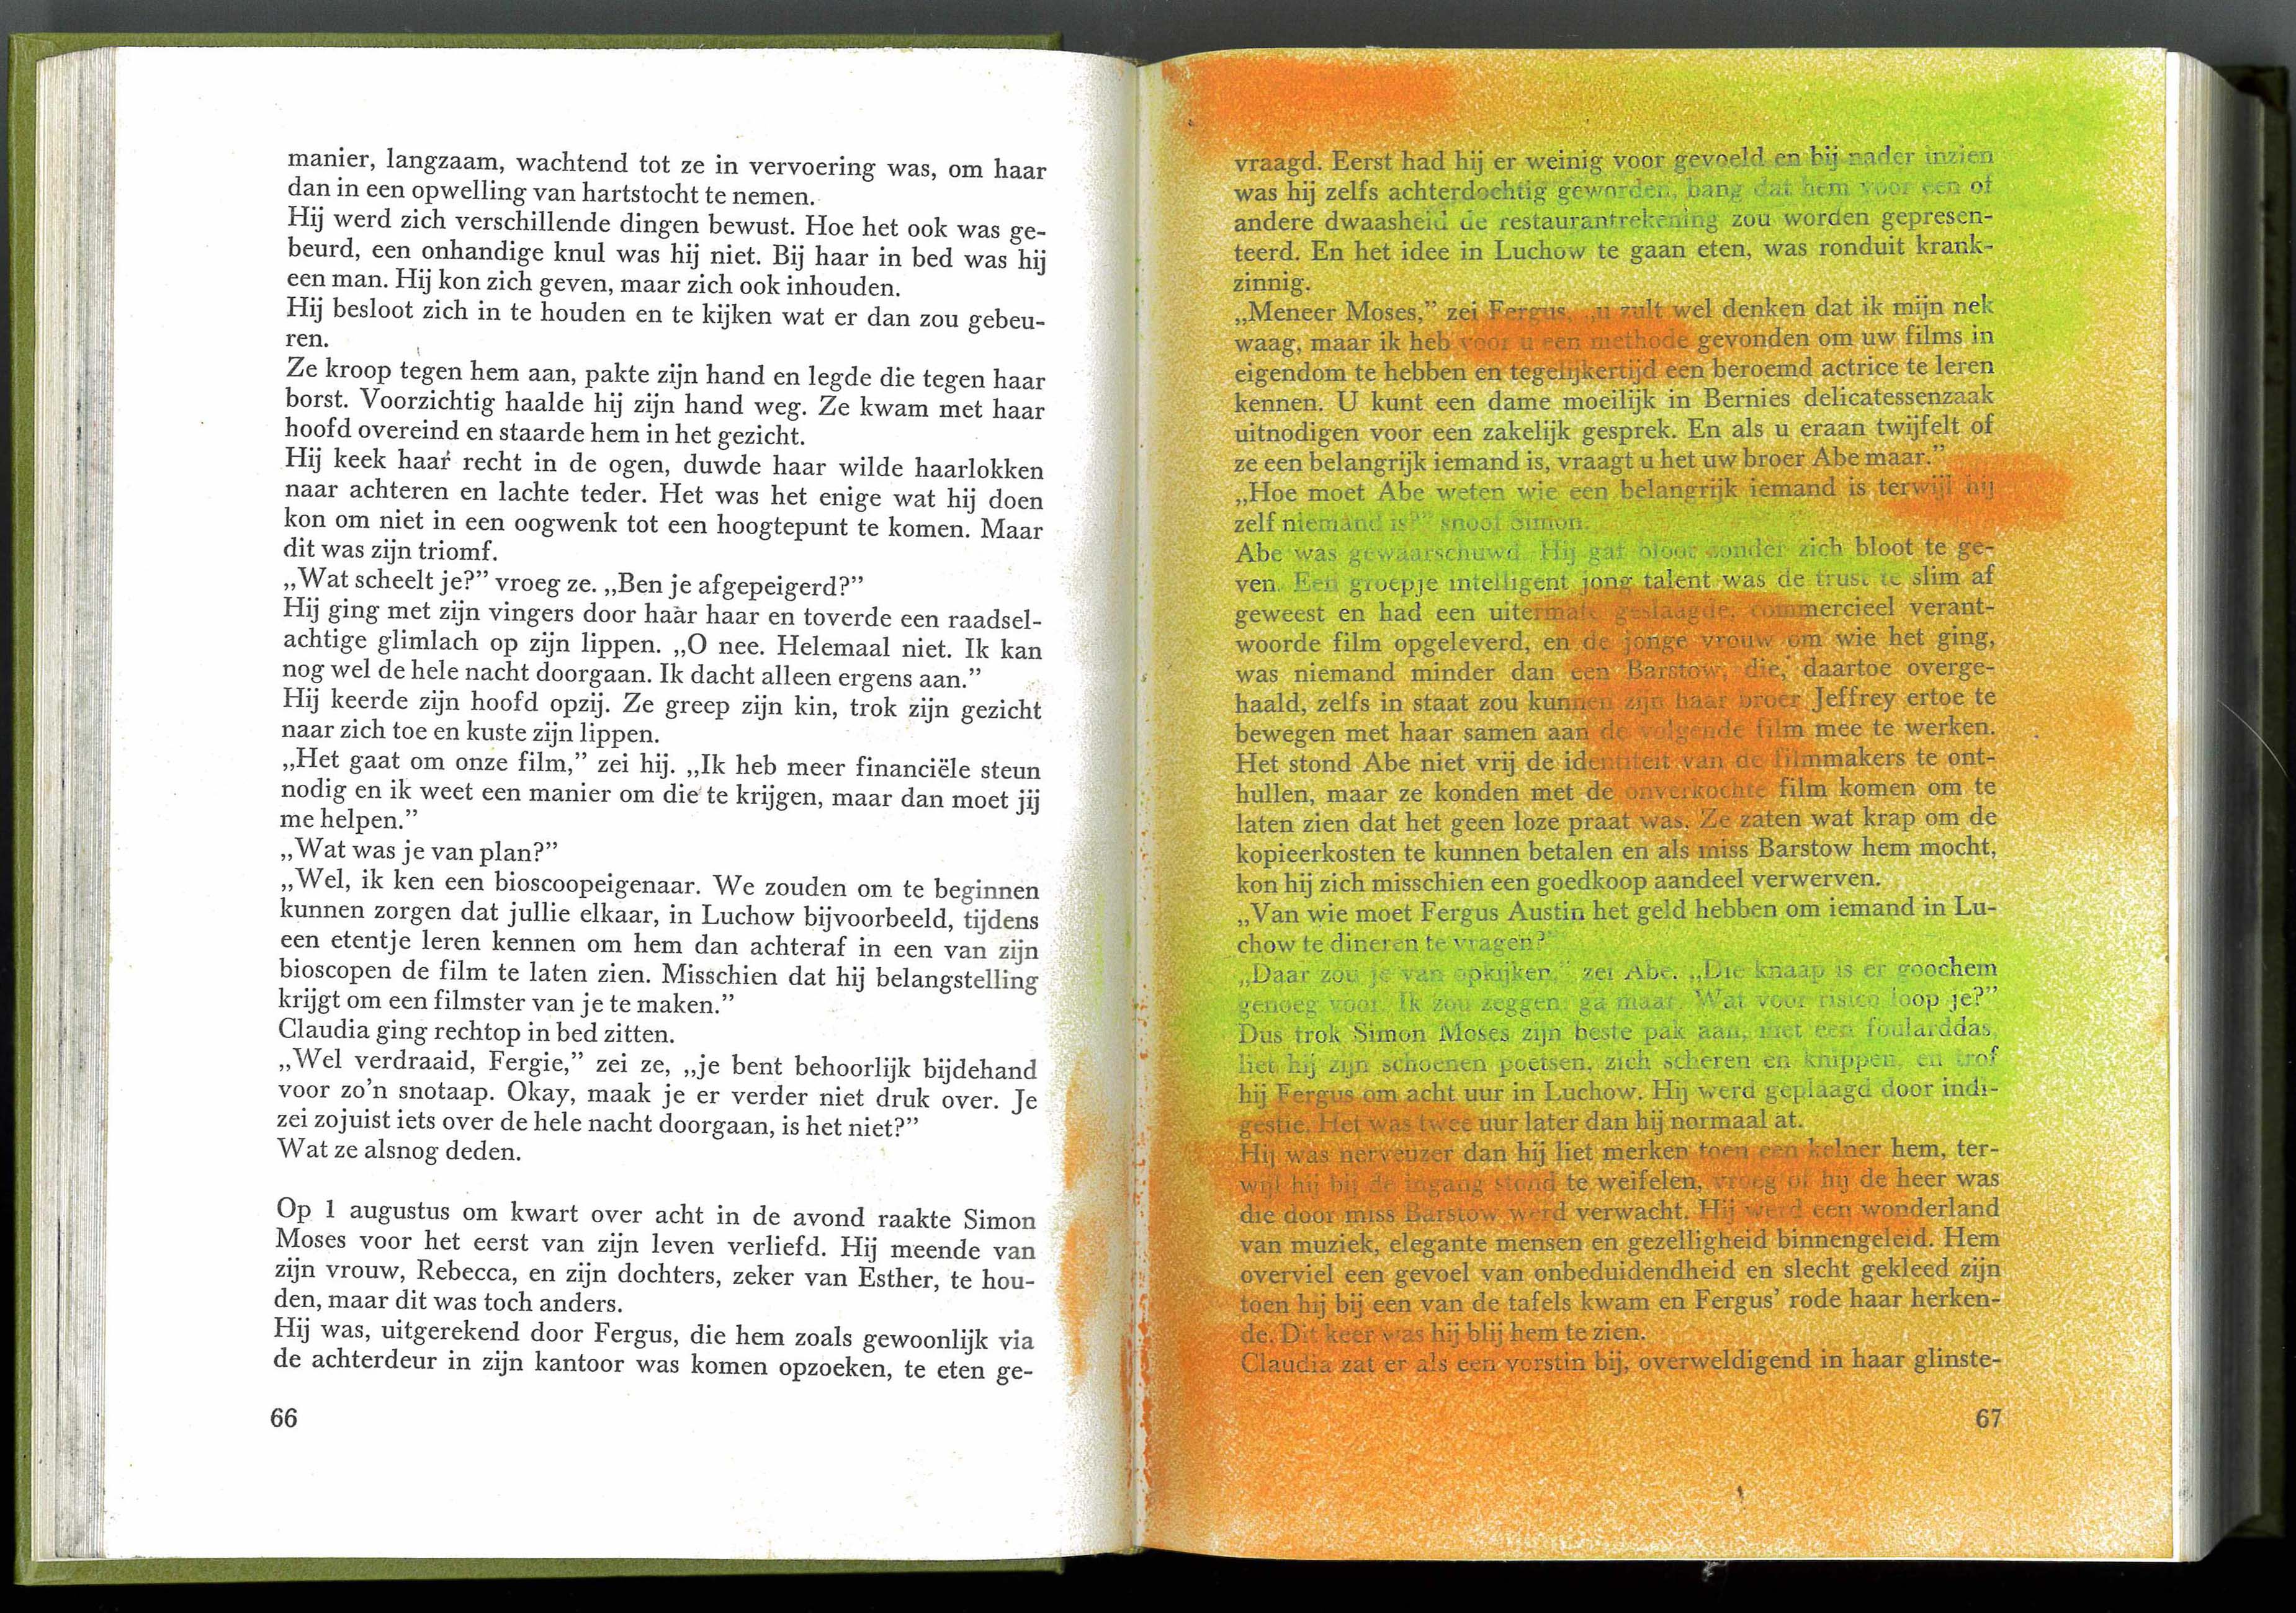 manier, langzaam, wachtend tot ze in vervoering was, om haar
dan in een opwelling van hartstocht te nemen.
Hij werd zich verschillende dingen bewust. Hoe het ook was ge-
beurd, een onhandige knul was hij niet. Bij haar in bed was hij
een man. Hij kon zich geven, maar zich ook inhouden.
Hij besloot zich in te houden en te kijken wat er dan zou gebeu-
ren.
Ze kroop tegen hem aan, pakte zijn hand en legde die tegen haar
borst. Voorzichtig haalde hij zijn hand weg. Ze kwam met haar
hoofd overeind en staarde hem in het gezicht.
Hij keek haar recht in de ogen, duwde haar wilde haarlokken
naar achteren en lachte teder. Het was het enige wat hij doen
kon om niet in een oogwenk tot een hoogtepunt te komen. Maar
dit was zijn triomf.
„Wat scheelt je?” vroeg ze. „Ben je afgepeigerd?”
Hij ging met zijn vingers door haar haar en toverde een raadsel-
achtige glimlach op zijn lippen. „O nee. Helemaal niet. Ik kan
nog wel de hele nacht doorgaan. Ik dacht alleen ergens aan.”
Hij keerde zijn hoofd opzij. Ze greep zijn kin, trok zijn gezicht
naar zich toe en kuste zijn lippen.
„Het gaat om onze film,” zei hij. „Ik heb meer financiële steun
nodig en ik weet een manier om die te krijgen, maar dan moet jij
me helpen.”
„Wat was je van plan?”
„Wel, ik ken een bioscoopeigenaar. We zouden om te beginnen
kunnen zorgen dat jullie elkaar, in Luchow bijvoorbeeld, tijdens
een etentje leren kennen om hem dan achteraf in een van zijn
bioscopen de film te laten zien. Misschien dat hij belangstelling
krijgt om een filmster van je te maken.”
Claudia ging rechtop in bed zitten.
„Wel verdraaid, Fergie,” zei ze, „je bent behoorlijk bijdehand
voor zo’n snotaap. Okay, maak je er verder niet druk over. Je
zei zojuist iets over de hele nacht doorgaan, is het niet?”
Wat ze alsnog deden.
Op 1 augustus om kwart over acht in de avond raakte Simon
Moses voor het eerst van zijn leven verliefd. Hij meende van
zijn vrouw, Rebecca, en zijn dochters, zeker van Esther, te hou-
den, maar dit was toch anders.
Hij was, uitgerekend door Fergus, die hem zoals gewoonlijk via
de achterdeur in zijn kantoor was komen opzoeken, te eten ge-
66
vraagd. Eerst had hij er weinig voor gevoeld en bij nader inzien
was hij zelfs achterdochtig geworden, bang dat hem voor een of
andere dwaasheid de restaurantrekening zou worden gepresen-
teerd. En het idee in Luchow te gaan eten, was ronduit krank-
zinnig.
„Meneer Moses,” zei Fergus, „u zult wel denken dat ik mijn nek
waag, maar ik heb voor u een methode gevonden om uw films in
eigendom te hebben en tegelijkertijd een beroemd actrice te leren
kennen. U kunt een dame moeilijk in Bernies delicatessenzaak
uitnodigen voor een zakelijk gesprek. En als u eraan twijfelt of
ze een belangrijk iemand is, vraagt u het uw broer Abe maar.”
„Hoe moet Abe weten wie een belangrijk iemand is terwijl hij
zelf niemand is?” snoof Simon.
Abe was gewaarschuwd. Hij gaf bloot zonder zich bloot te ge-
ven. Een groepje intelligent jong talent was de trust te slim af
geweest en had een uitermate geslaagde, commercieel verant-
woorde film opgeleverd, en de jonge vrouw om wie het ging,
was niemand minder dan een Barstow, die, daartoe overge-
haald, zelfs in staat zou kunnen zijn haar broer Jeffrey ertoe te
bewegen met haar samen aan de volgende film mee te werken.
Het stond Abe niet vrij de identiteit van de filmmakers te ont-
hullen, maar ze konden met de onverkochte film komen om te
laten zien dat het geen loze praat was. Ze zaten wat krap om de
kopieerkosten te kunnen betalen en als miss Barstow hem mocht,
kon hij zich misschien een goedkoop aandeel verwerven.
„Van wie moet Fergus Austin het geld hebben om iemand in Lu-
chow te dineren te vragen?”
„Daar zou je van opkijken,” zei Abe. „Die knaap is er goochem
genoeg voor. Ik zou zeggen: ga maar. Wat voor risico loop je?”
Dus trok Simon Moses zijn beste pak aan, met een foularddas,
liet hij zijn schoenen poetsen, zich scheren en knippen, en trof
hij Fergus om acht uur in Luchow. Hij werd geplaagd door indi-
gestie. Het was twee uur later dan hij normaal at.
Hij was nerveuzer dan hij liet merken toen een kelner hem, ter-
wijl hij bij de ingang stond te weifelen, vroeg of hij de heer was
die door miss Barstow werd verwacht. Hij werd een wonderland
van muziek, elegante mensen en gezelligheid binnengeleid. Hem
overviel een gevoel van onbeduidendheid en slecht gekleed zijn
toen hij bij een van de tafels kwam en Fergus’ rode haar herken-
de. Dit keer was hij blij hem te zien.
Claudia zat er als een vorstin bij, overweldigend in haar glinste-
67